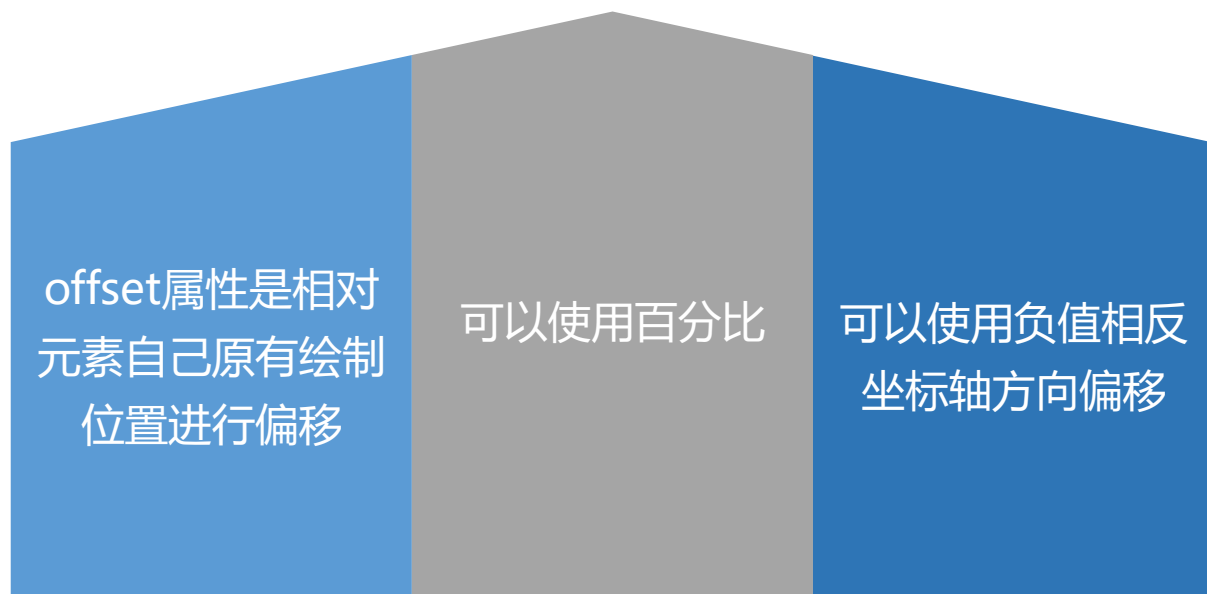 offset属性是相对
元素自己原有绘制
位置进行偏移
可以使用百分比
可以使用负值相反
坐标轴方向偏移